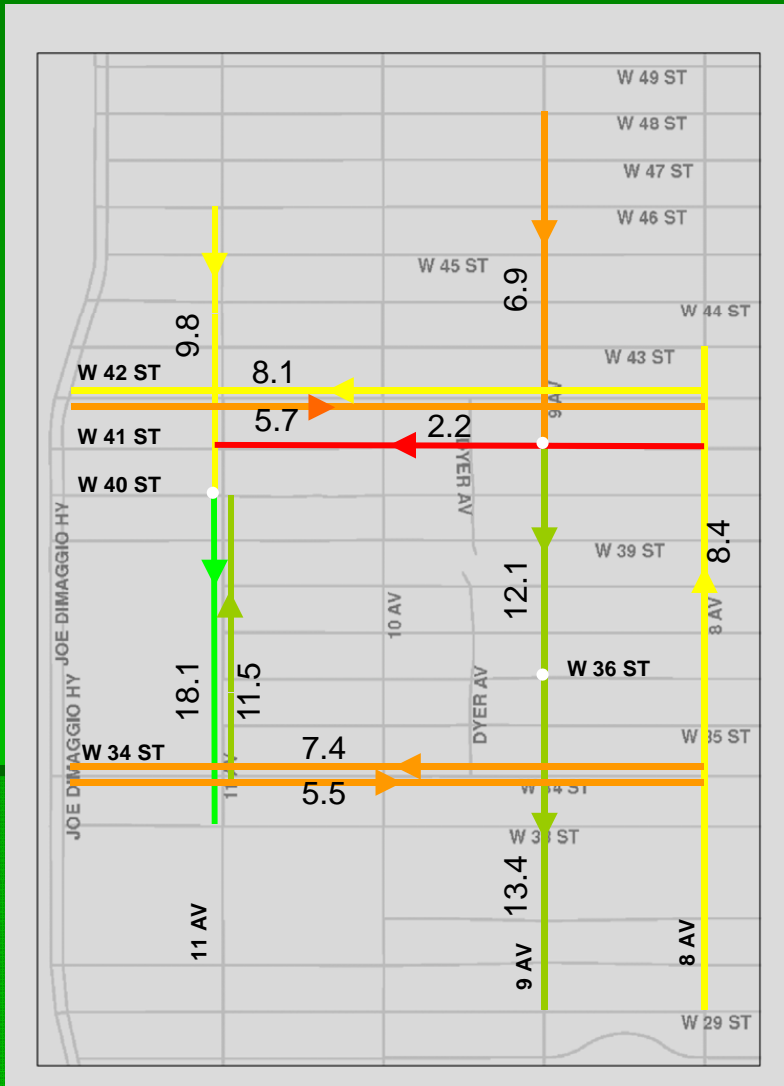 W 49 ST
W 48 ST
W 47 ST
W 46 ST
W 45 ST
6.9
W 44 ST
9.8
W 43 ST
W 42 ST
8.1
9 AV
5.7
2.2
W 41 ST
DYER AV
W 40 ST
8.4
W 39 ST
JOE DIMAGGIO HY
12.1
10 AV
8 AV
W 36 ST
18.1
11.5
DYER AV
JOE DIMAGGIO HY
W 35 ST
W 34 ST
7.4
11 AV
5.5
W 34 ST
W 33 ST
13.4
11 AV
9 AV
8 AV
W 29 ST